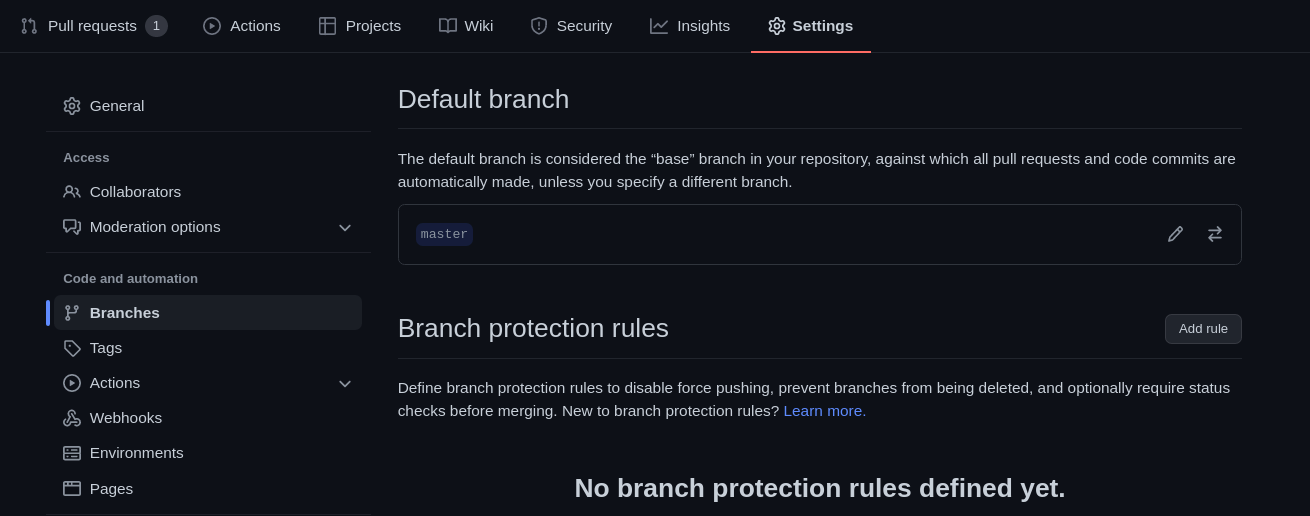 Pull requests 1 Actions Projects Wiki Security Insights Settings
General
Access
Collaborators
Moderation options
Code and automation
Branches
Tags
Actions
Webhooks
Environments
Pages
Default branch
The default branch is considered the “base” branch in your repository, against which all pull requests and code commits are
automatically made, unless you specify a different branch.
master
Branch protection rules
Add rule
Define branch protection rules to disable force pushing, prevent branches from being deleted, and optionally require status
checks before merging. New to branch protection rules? Learn more.
No branch protection rules defined yet.